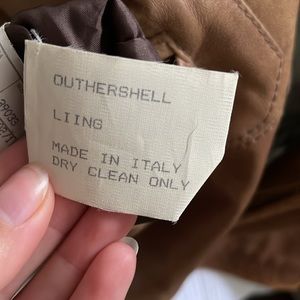 OUTHERSHELL
LIING
MADE IN ITALY
DRY CLEAN ONLY